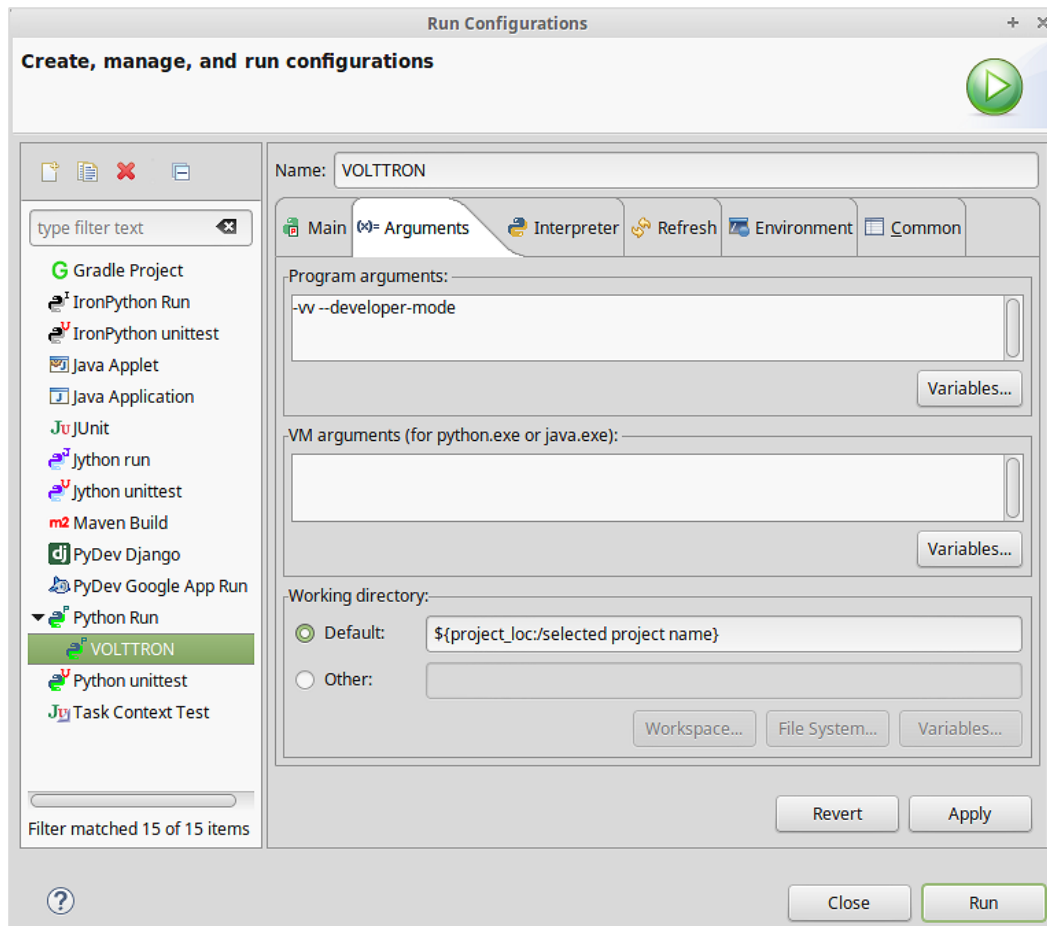 Run Configurations
Create, manage, and run configurations
Name: VOLTTRON
type filter text
Main (x)= Arguments Interpreter Refresh Environment Common
Gradle Project
IronPython Run
IronPython unittest
Java Applet
Java Application
Ju JUnit
Jython run
Jython unittest
m2 Maven Build
dj PyDev Django
PyDev Google App Run
Python Run
VOLTTRON
Python unittest
Ju Task Context Test
Filter matched 15 of 15 items
Program arguments:
-vv --developer-mode
Variables...
VM arguments (for python.exe or java.exe):
Variables...
Working directory:
Default: ${project_loc:/selected project name}
Other:
Workspace... File System... Variables...
Revert Apply
? Close Run